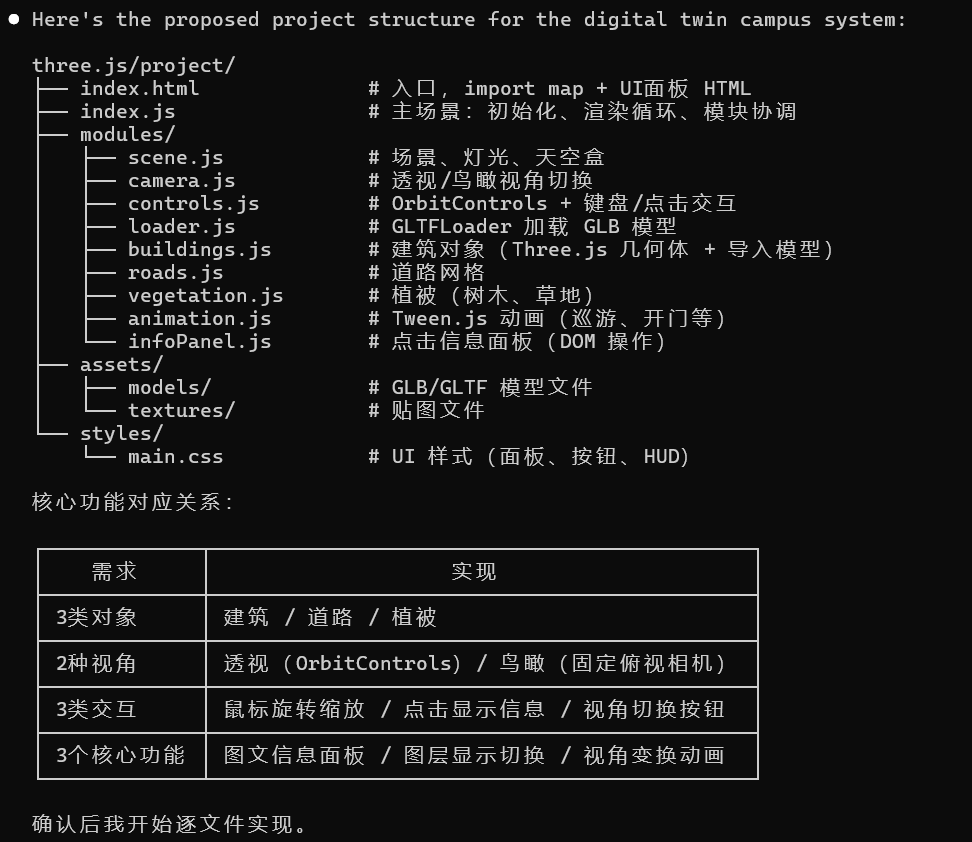 ● Here's the proposed project structure for the digital twin campus system:
three.js/project/
├── index.html # 入口, import map + UI面板 HTML
├── index.js # 主场景: 初始化、渲染循环、模块协调
├── modules/
│   ├── scene.js # 场景、灯光、天空盒
│   ├── camera.js # 透视/鸟瞰视角切换
│   ├── controls.js # OrbitControls + 键盘/点击交互
│   ├── loader.js # GLTFLoader 加载 GLB 模型
│   ├── buildings.js # 建筑对象 (Three.js 几何体 + 导入模型)
│   ├── roads.js # 道路网格
│   ├── vegetation.js # 植被 (树木、草地)
│   ├── animation.js # Tween.js 动画 (巡游、开门等)
│   └── infoPanel.js # 点击信息面板 (DOM 操作)
├── assets/
│   ├── models/ # GLB/GLTF 模型文件
│   └── textures/ # 贴图文件
└── styles/
    └── main.css # UI 样式 (面板、按钮、HUD)
核心功能对应关系:
需求 实现
3类对象 建筑 / 道路 / 植被
2种视角 透视 (OrbitControls) / 鸟瞰 (固定俯视相机)
3类交互 鼠标旋转缩放 / 点击显示信息 / 视角切换按钮
3个核心功能 图文信息面板 / 图层显示切换 / 视角变换动画
确认后我开始逐文件实现。